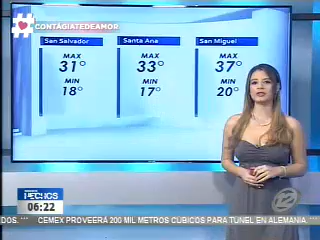 #CONTÁGIATEDEAMOR
San Salvador
Santa Ana
San Miguel
MAX
MAX
MAX
31°
33°
37°
MIN
MIN
MIN
18°
17°
20°
HECHOS
06:22
12
DOS.
CEMEX PROVEERÁ 200 MIL METROS CÚBICOS PARA TÚNEL EN ALEMANIA.